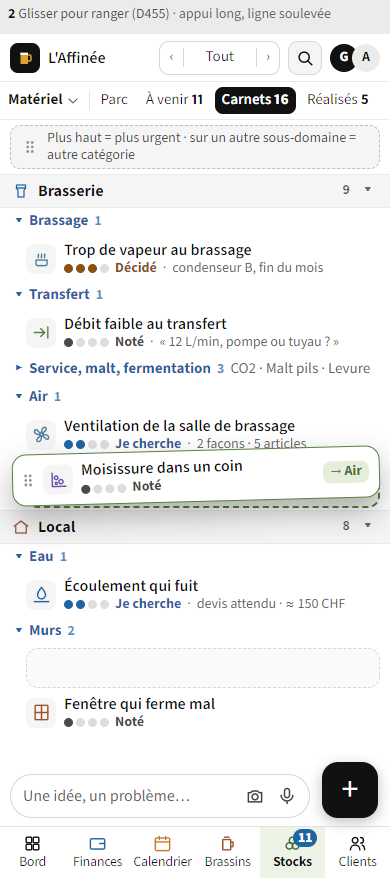 2 Glisser pour ranger (D455) · appui long, ligne soulevée
L'Affinée
‹ Tout ›
G A
Matériel Parc À venir 11 Carnets 16 Réalisés 5
Plus haut = plus urgent · sur un autre sous-domaine =
autre catégorie
Brasserie 9
Brassage 1
Trop de vapeur au brassage
Décidé · condenseur B, fin du mois
Transfert 1
Débit faible au transfert
Noté · « 12 L/min, pompe ou tuyau ? »
Service, malt, fermentation 3 CO2 · Malt pils · Levure
Air 1
Ventilation de la salle de brassage
Je cherche · 2 façons · 5 articles
Moisissure dans un coin
→ Air
Noté
Local 8
Eau 1
Écoulement qui fuit
Je cherche · devis attendu · ≈ 150 CHF
Murs 2
Fenêtre qui ferme mal
Noté
Une idée, un problème…
+
11
Bord Finances Calendrier Brassins Stocks Clients